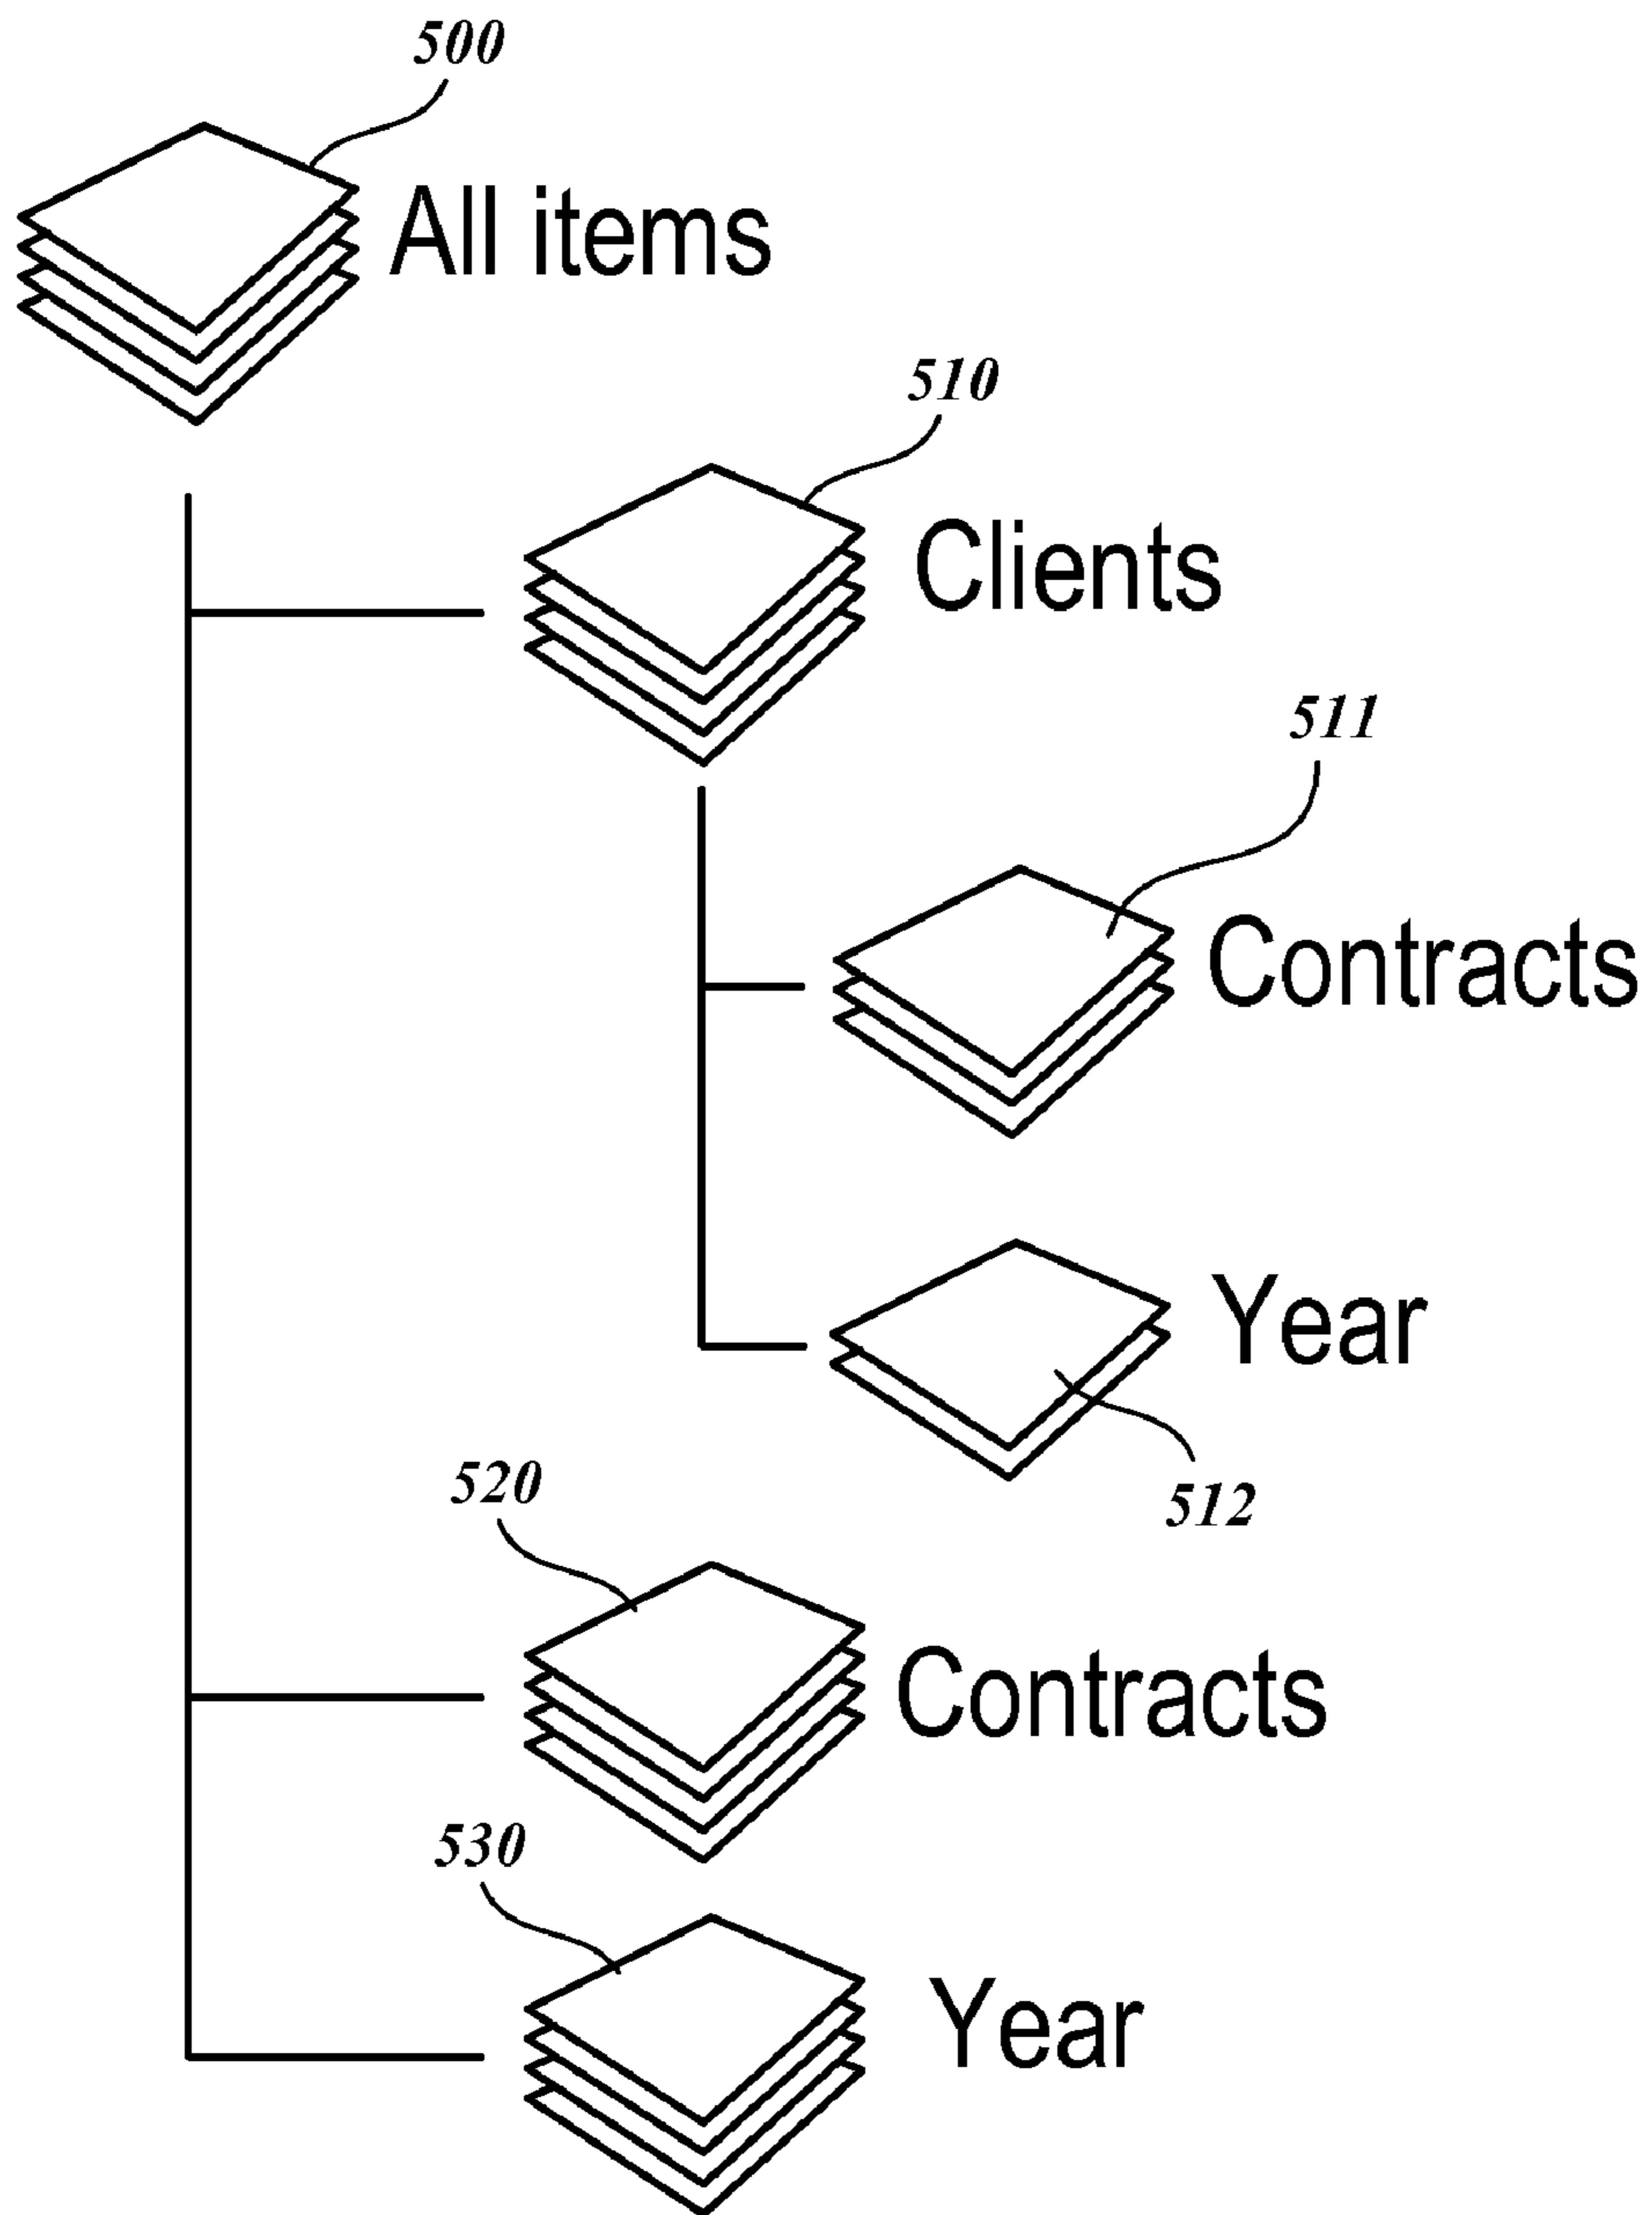 500
All items
510
Clients
511
Contracts
Year
512
520
Contracts
530
Year